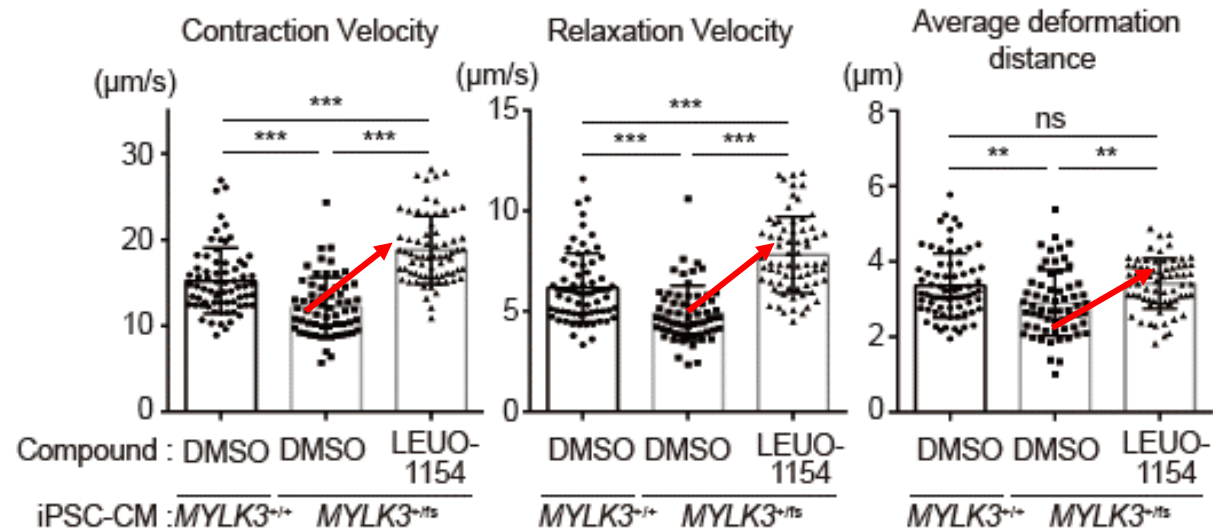 Contraction Velocity
(μm/s)
***
***
***
30
20
10
0
Relaxation Velocity
(μm/s)
***
***
***
15
10
5
0
Average deformation
distance
(μm)
ns
**
**
8
6
4
2
0
Compound : DMSO DMSO LEUO-1154
DMSO DMSO LEUO-1154
DMSO DMSO LEUO-1154
iPSC-CM : MYLK3+/+ MYLK3+/fs
MYLK3+/+ MYLK3+/fs
MYLK3+/+ MYLK3+/fs